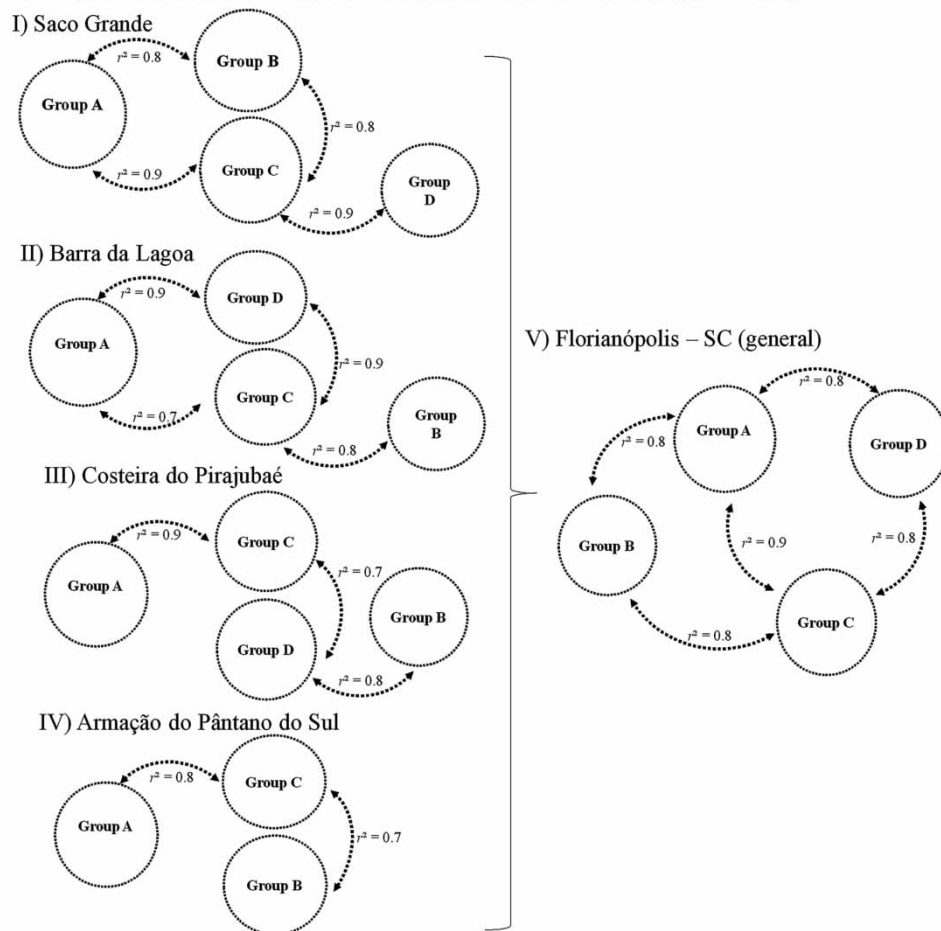 I) Saco Grande
Group A
r² = 0.8
Group B
r² = 0.8
Group C
r² = 0.9
Group
D
r² = 0.9
II) Barra da Lagoa
Group A
r² = 0.9
Group D
r² = 0.9
Group C
r² = 0.7
Group
B
r² = 0.8
III) Costeira do Pirajubaé
Group A
r² = 0.9
Group C
r² = 0.7
Group D
Group B
r² = 0.8
IV) Armação do Pântano do Sul
Group A
r² = 0.8
Group C
r² = 0.7
Group B
V) Florianópolis – SC (general)
r² = 0.8
Group A
Group D
r² = 0.8
Group B
r² = 0.9
r² = 0.8
Group C
r² = 0.8